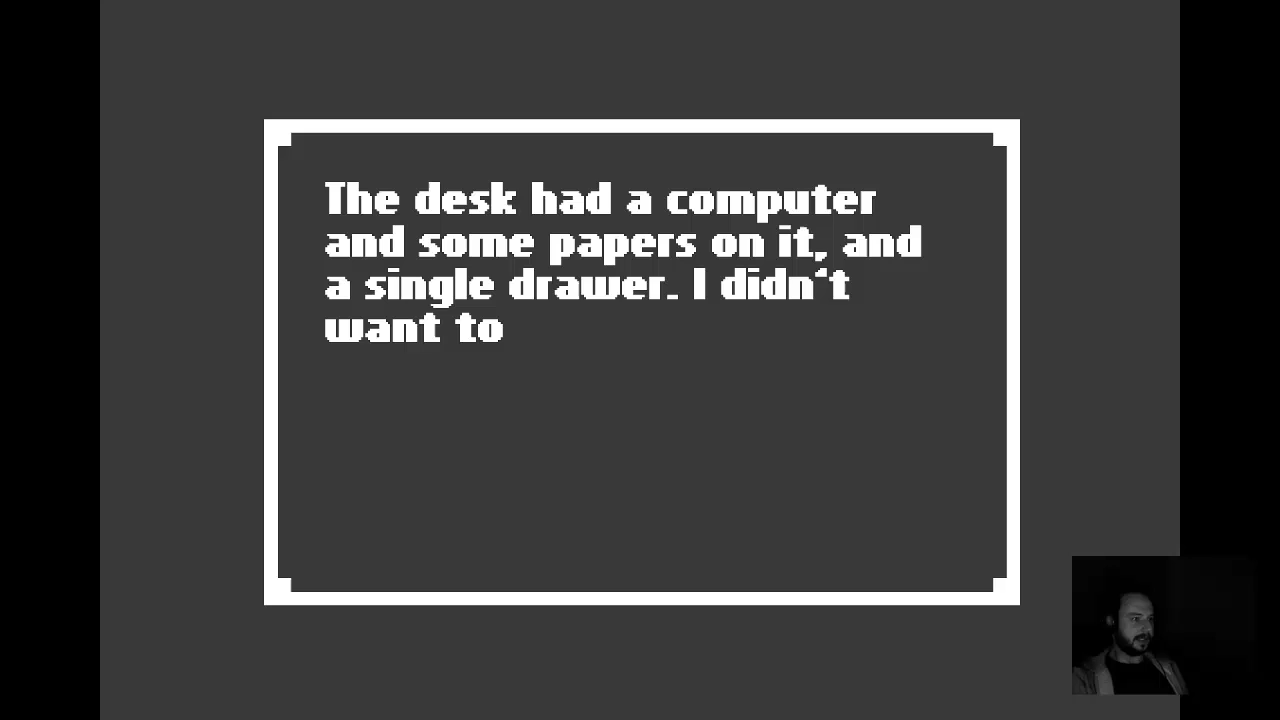 The desk had a computer
and some papers on it, and
a single drawer. I didn't
want to